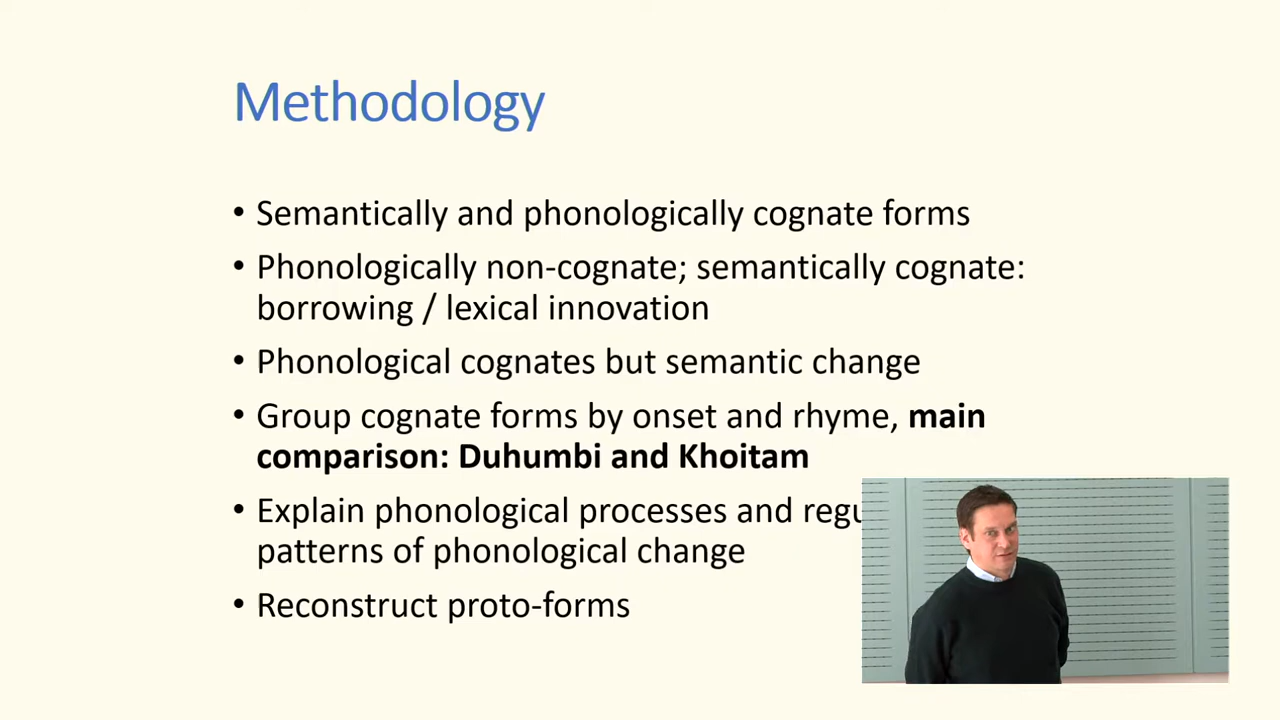 Methodology
• Semantically and phonologically cognate forms
• Phonologically non-cognate; semantically cognate:
borrowing / lexical innovation
• Phonological cognates but semantic change
• Group cognate forms by onset and rhyme, main
comparison: Duhumbi and Khoitam
• Explain phonological processes and
patterns of phonological change
• Reconstruct proto-forms